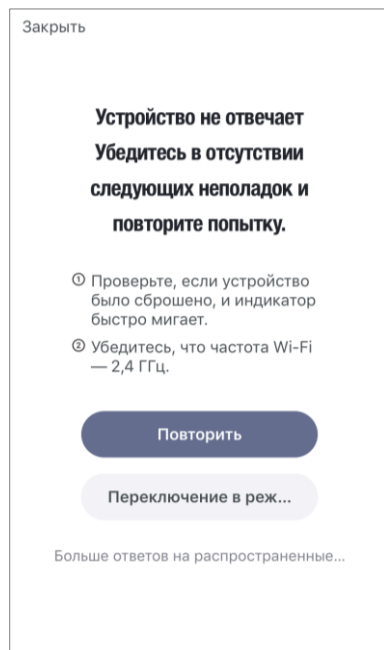 Закрыть
Устройство не отвечает
Убедитесь в отсутствии
следующих неполадок и
повторите попытку.
① Проверьте, если устройство
было сброшено, и индикатор
быстро мигает.
② Убедитесь, что частота Wi-Fi
— 2,4 ГГц.
Повторить
Переключение в реж...
Больше ответов на распространенные...